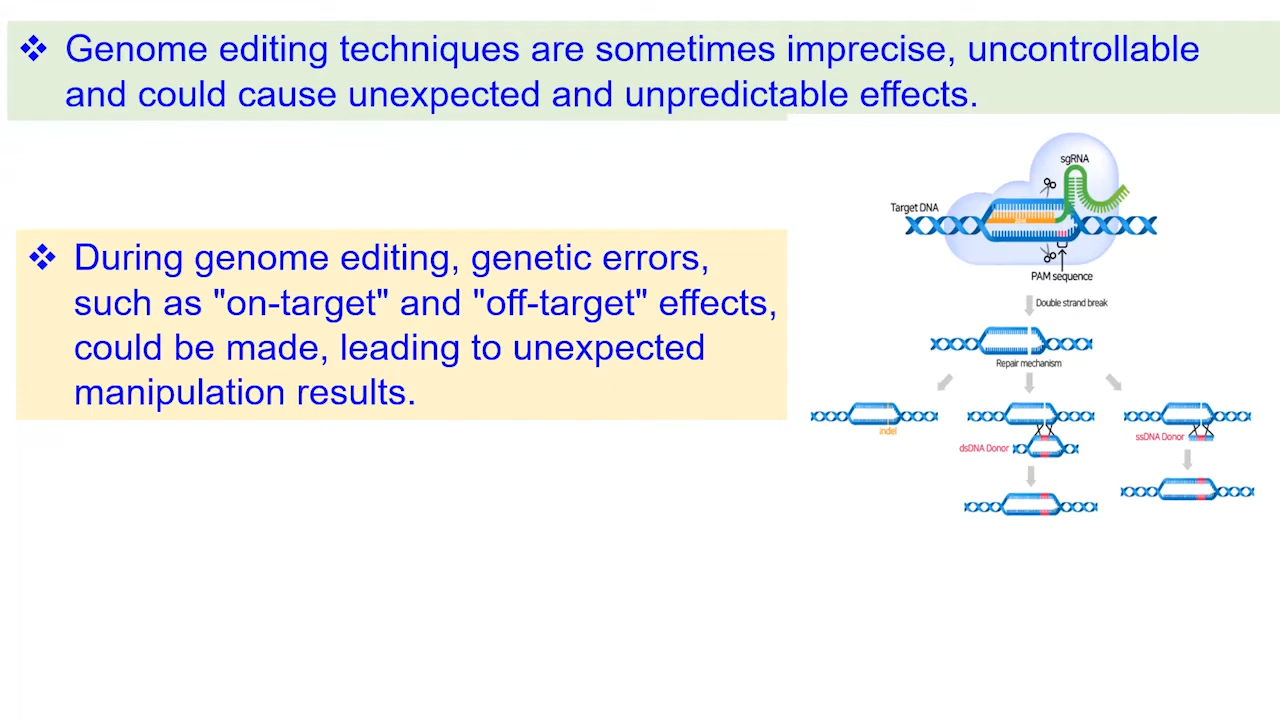 ❖ Genome editing techniques are sometimes imprecise, uncontrollable
and could cause unexpected and unpredictable effects.
❖ During genome editing, genetic errors,
such as "on-target" and "off-target" effects,
could be made, leading to unexpected
manipulation results.
sgRNA
Target DNA
PAM sequence
Double strand break
Repair mechanism
indel
dsDNA Donor
ssDNA Donor